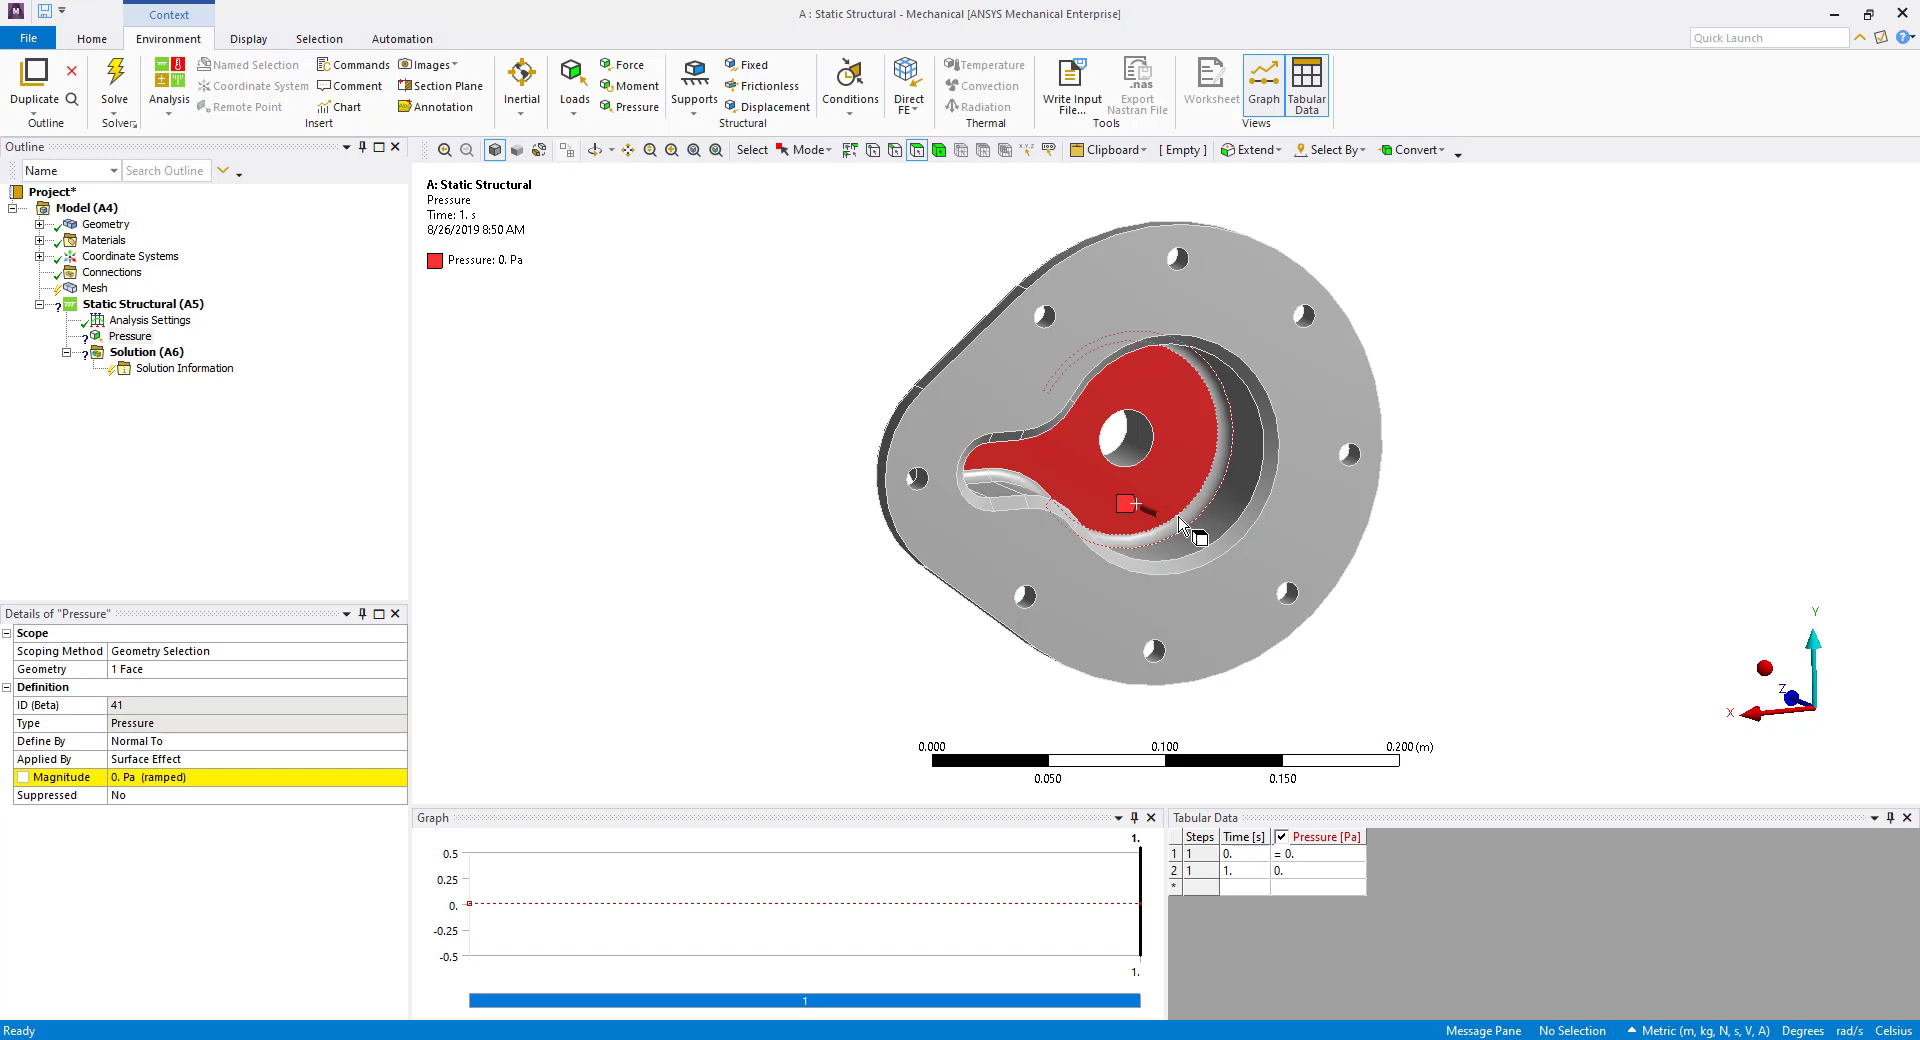 M
Context
A : Static Structural - Mechanical [ANSYS Mechanical Enterprise]
File
Home
Environment
Display
Selection
Automation
Quick Launch
Duplicate
Outline
Solve
Solver
Analysis
Named Selection
Coordinate System
Remote Point
Commands
Comment
Chart
Images
Section Plane
Annotation
Insert
Inertial
Loads
Force
Moment
Pressure
Supports
Fixed
Frictionless
Displacement
Structural
Conditions
Direct
FE
Temperature
Convection
Radiation
Thermal
Write Input
File...
.nas
Export
Nastran File
Tools
Worksheet
Graph
Tabular
Data
Views
Outline
Select
Mode
Clipboard
[ Empty ]
Extend
Select By
Convert
Name
Search Outline
Project*
Model (A4)
Geometry
Materials
Coordinate Systems
Connections
Mesh
Static Structural (A5)
Analysis Settings
Pressure
Solution (A6)
Solution Information
A: Static Structural
Pressure
Time: 1. s
8/26/2019 8:50 AM
Pressure: 0. Pa
Y
Z
X
0.000
0.100
0.200 (m)
0.050
0.150
Details of "Pressure"
Scope
Scoping Method Geometry Selection
Geometry 1 Face
Definition
ID (Beta) 41
Type Pressure
Define By Normal To
Applied By Surface Effect
Magnitude 0. Pa (ramped)
Suppressed No
Graph
1.
0.5
0.25
0.
-0.25
-0.5
1.
1
Tabular Data
Steps Time [s] Pressure [Pa]
1 1 0. = 0.
2 1 1. 0.
*
Ready
Message Pane
No Selection
Metric (m, kg, N, s, V, A)
Degrees
rad/s
Celsius